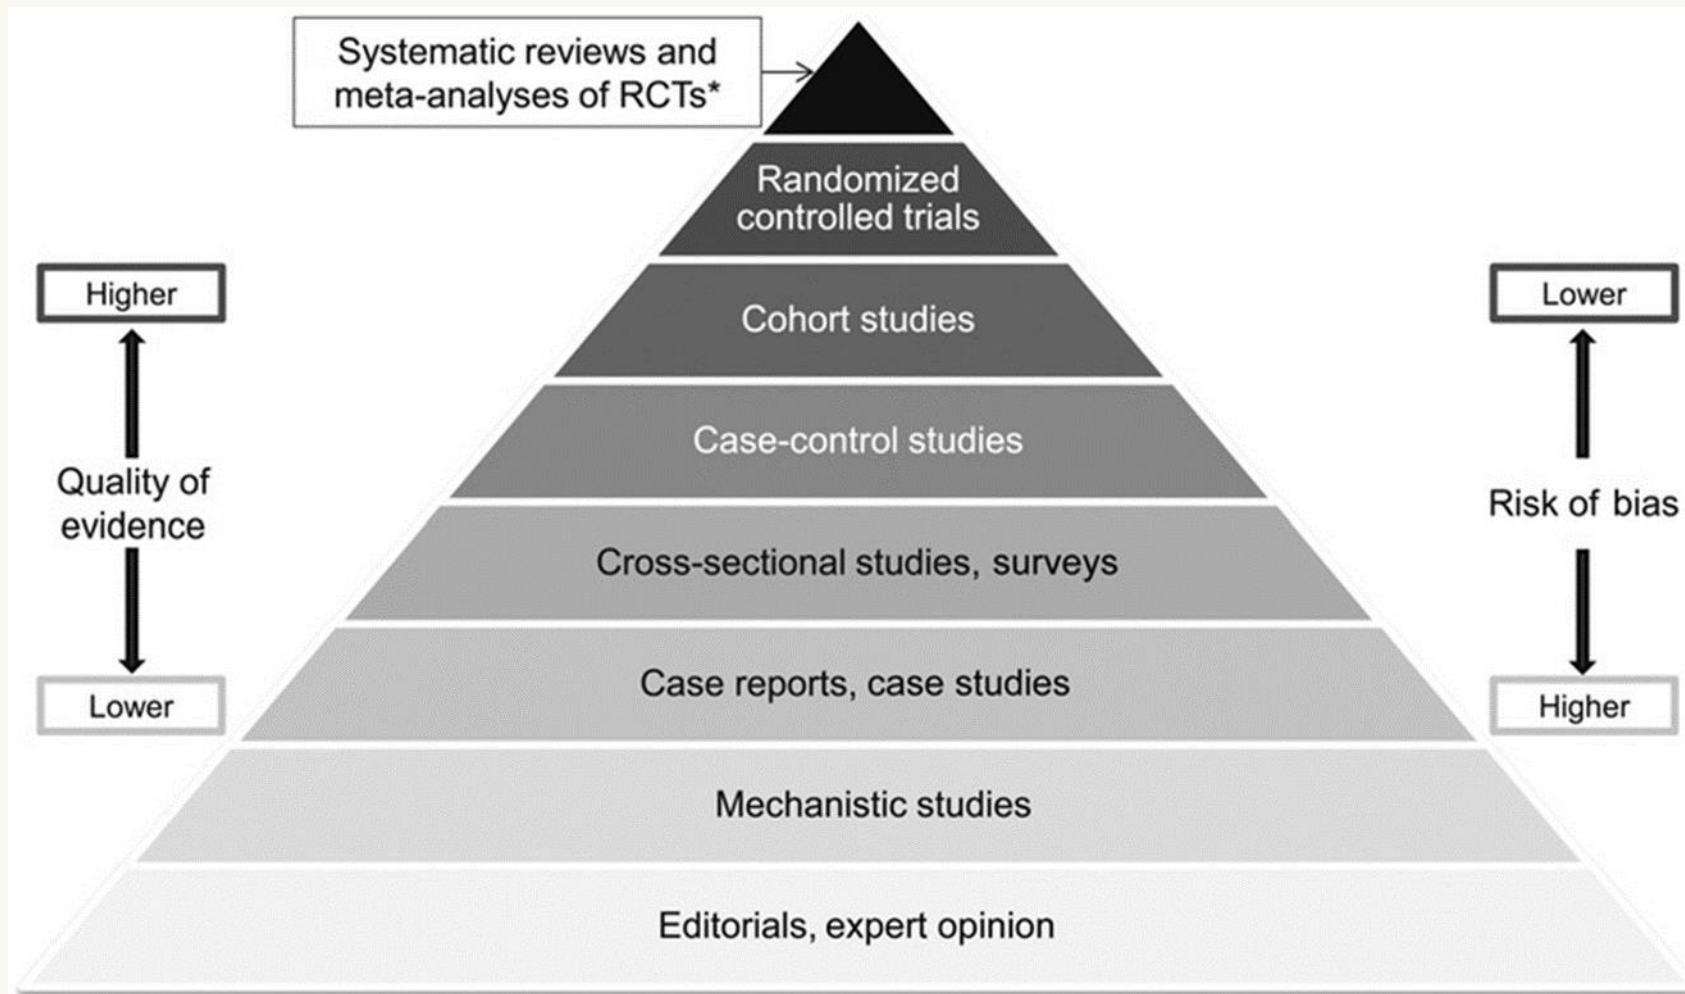 Systematic reviews and
meta-analyses of RCTs*
Randomized
controlled trials
Higher
Lower
Cohort studies
Case-control studies
Quality of
evidence
Risk of bias
Cross-sectional studies, surveys
Case reports, case studies
Lower
Higher
Mechanistic studies
Editorials, expert opinion